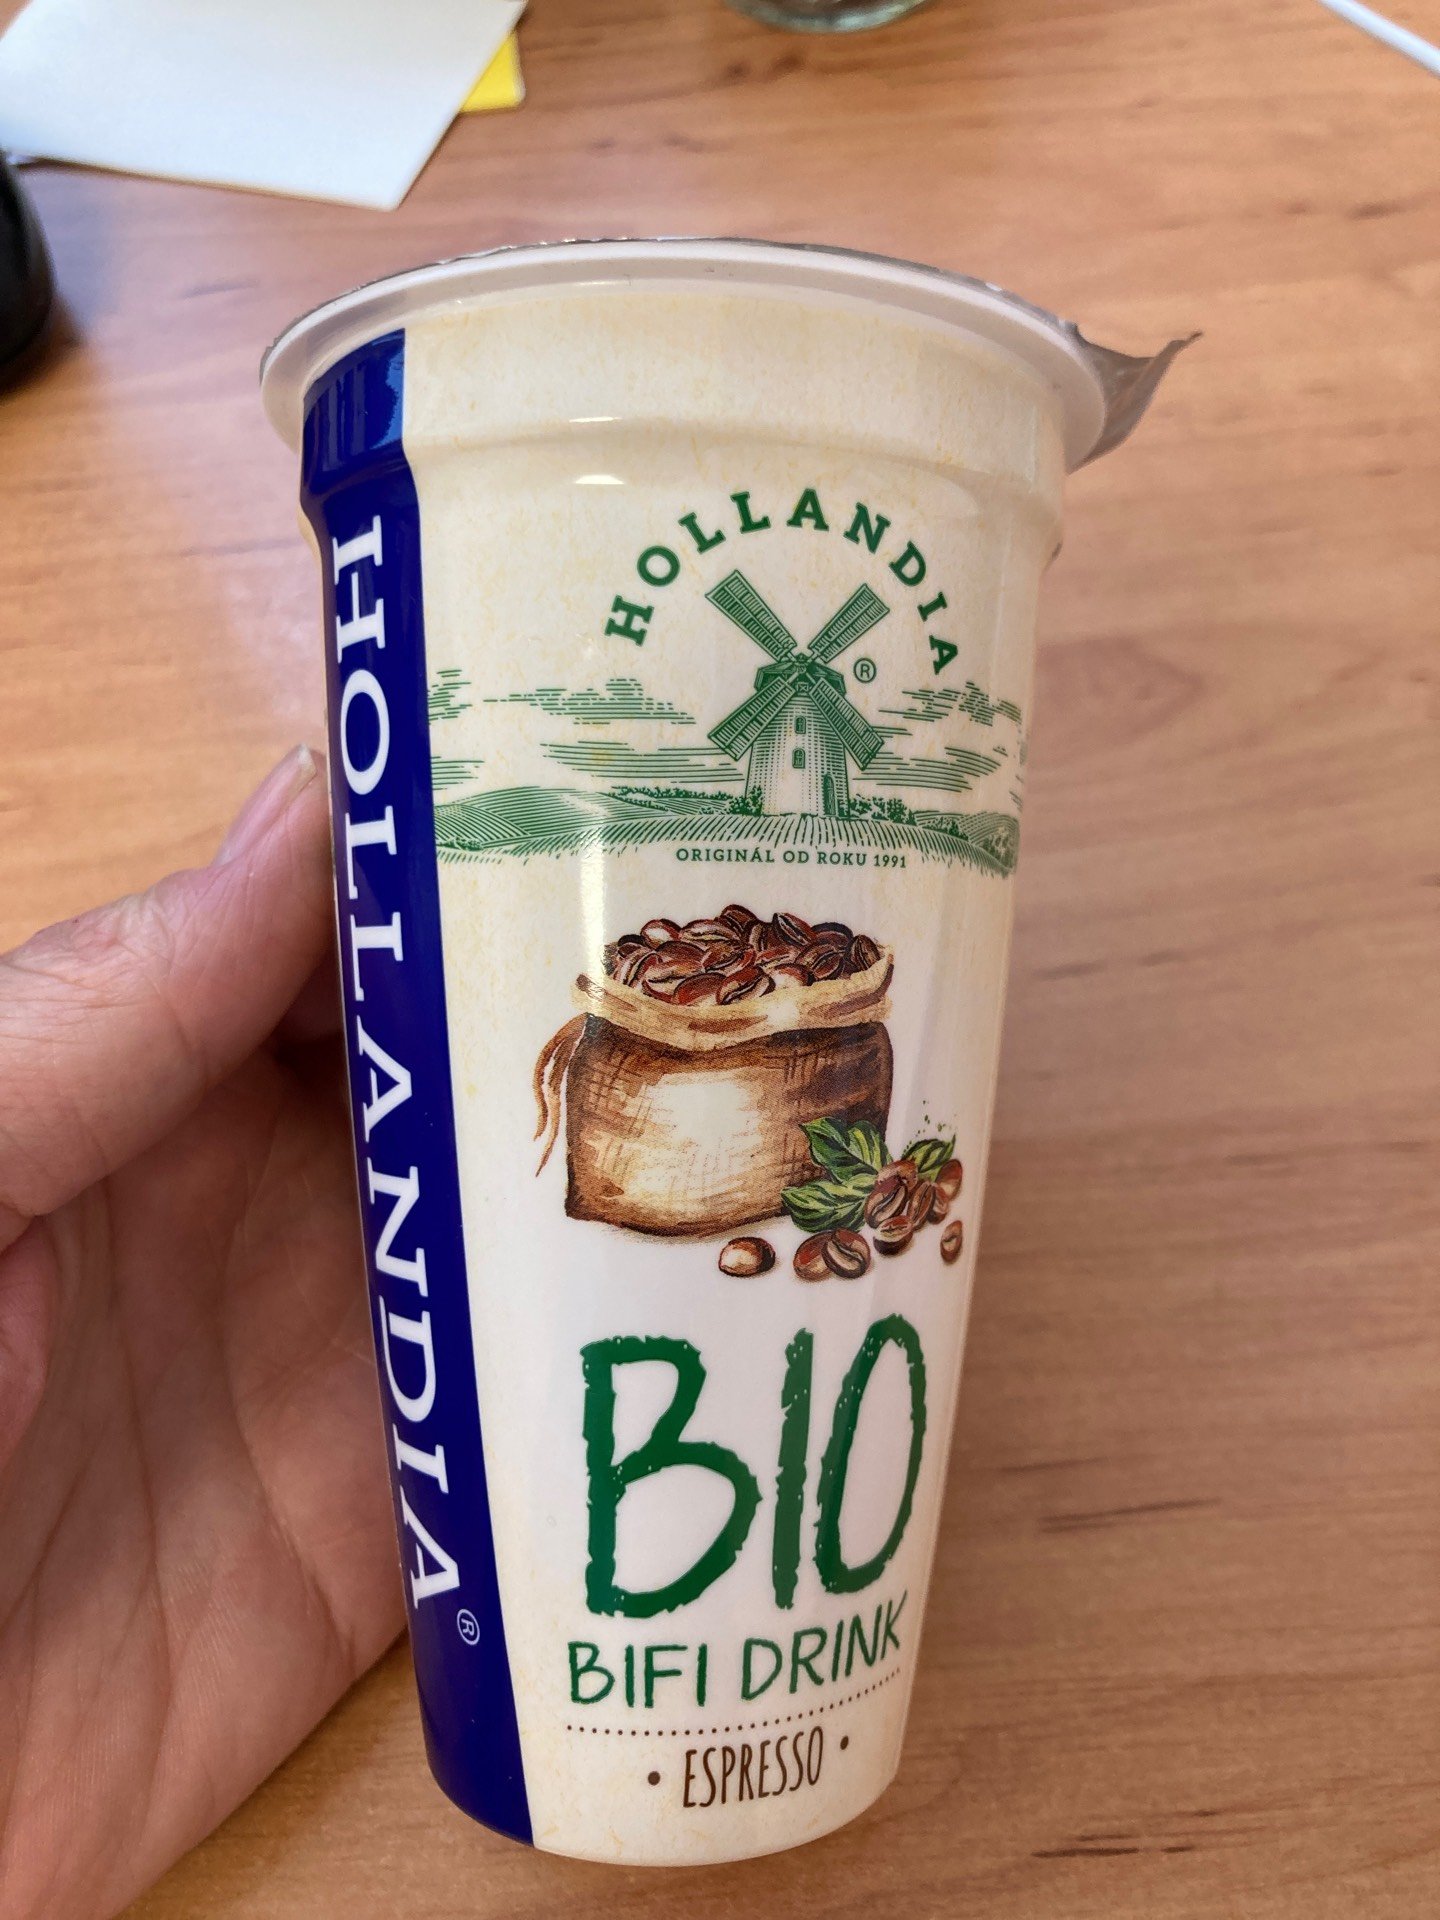 HOLLANDIA
®
ORIGINÁL OD ROKU 1991
HOLLANDIA®
BIO
BIFI DRINK
• ESPRESSO •